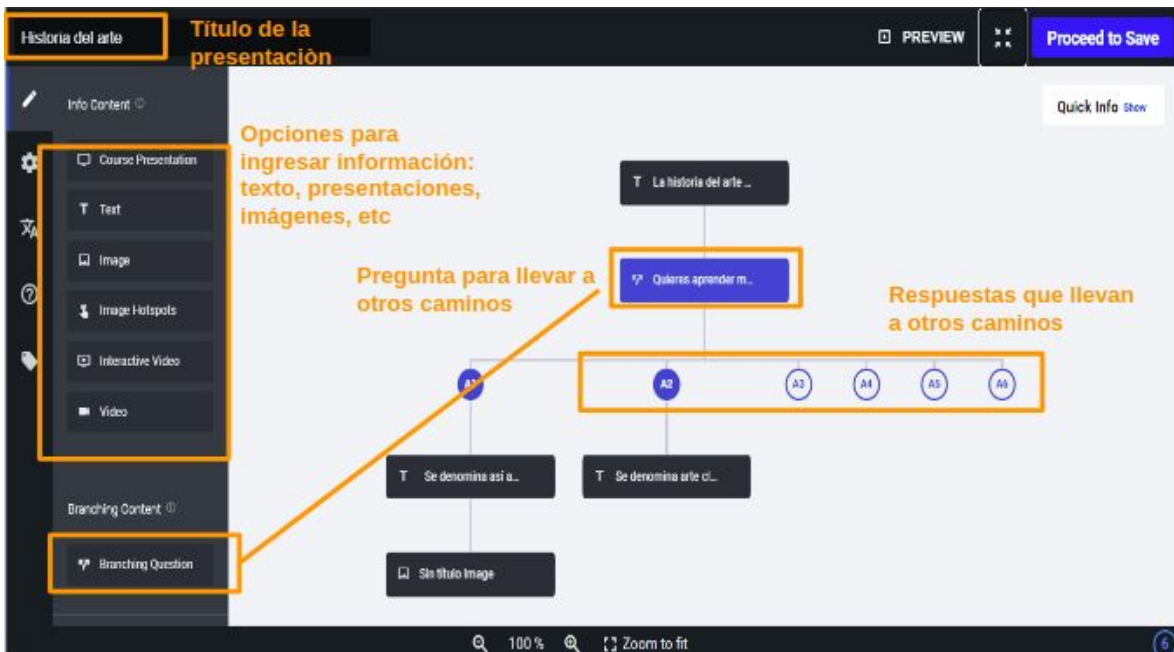 Historia del arte
Título de la
presentaciòn
PREVIEW
Proceed to Save
Info Content
Quick Info Show
Course Presentation
Text
Image
Image Hotspots
Interactive Video
Video
Opciones para
ingresar información:
texto, presentaciones,
imágenes, etc
T La historia del arte ...
Pregunta para llevar a
otros caminos
Quieres aprender m...
Respuestas que llevan
a otros caminos
A1
A2
A3
A4
A5
A6
T Se denomina así a...
T Se denomina arte cl...
Branching Content
Branching Question
Sin título Image
100 %
Zoom to fit
6